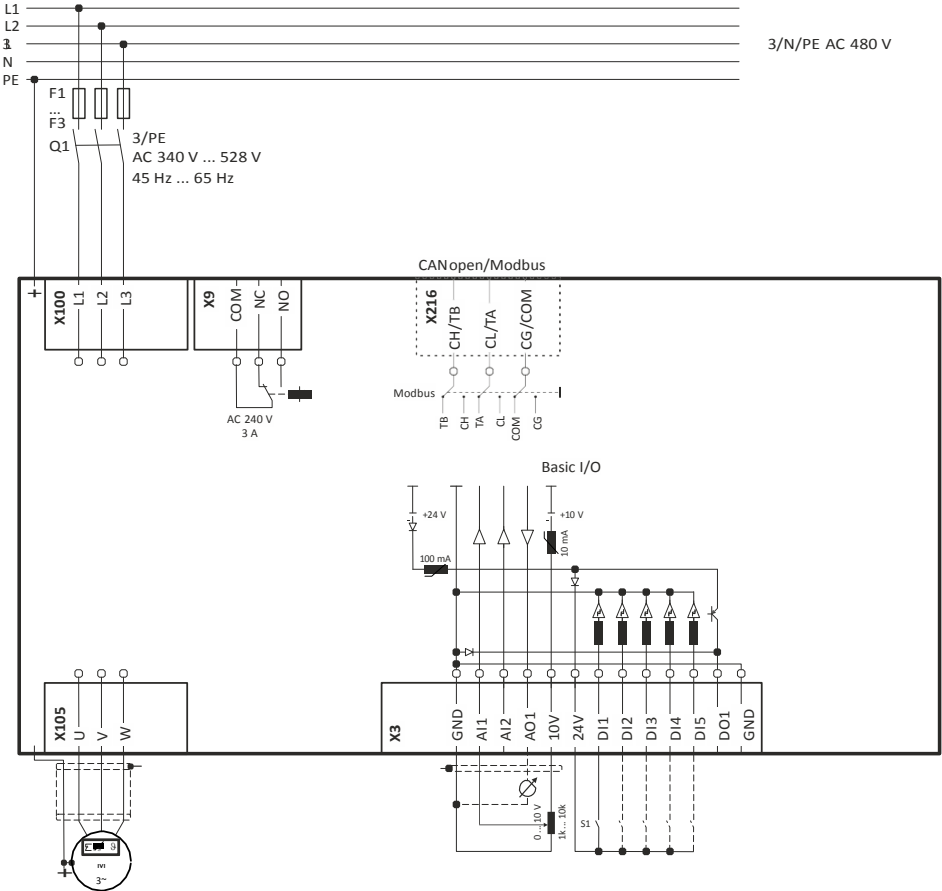 L1
L2
3/N/PE AC 480 V
N
PE
F1
...
F3
Q1
3/PE
AC 340 V ... 528 V
45 Hz ... 65 Hz
CANopen/Modbus
X100
L1
L2
L3
X9
COM
NC
NO
X216
CH/TB
CL/TA
CG/COM
Modbus
TB
CH
TA
CL
COM
CG
AC 240 V
3 A
Basic I/O
+24 V
+10 V
100 mA
10 mA
X105
U
V
W
X3
GND
AI1
AI2
AO1
10V
24V
DI1
DI2
DI3
DI4
DI5
DO1
GND
0 ... 10 V
1k ... 10k
S1
M
3~